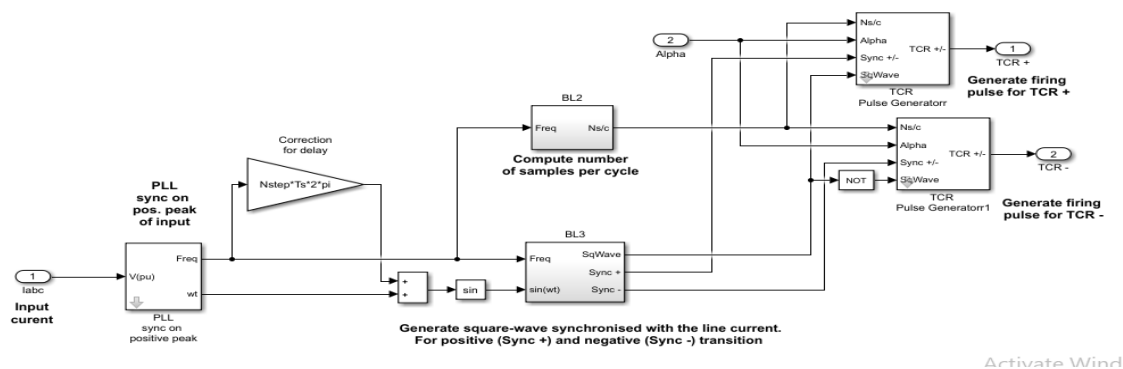 Ns/c
Alpha
Sync +/-
SqWave
TCR +/-
TCR
Pulse Generatorr
2
Alpha
1
TCR +
Generate firing
pulse for TCR +
BL2
Freq
Ns/c
Compute number
of samples per cycle
Ns/c
Alpha
Sync +/-
SqWave
TCR +/-
TCR
Pulse Generatorr1
NOT
2
TCR -
Generate firing
pulse for TCR -
Correction
for delay
Nstep*Ts*2*pi
PLL
sync on
pos. peak
of input
1
Iabc
Input
curent
V(pu)
Freq
wt
PLL
sync on
positive peak
+
+
sin
BL3
Freq
sin(wt)
SqWave
Sync +
Sync -
Generate square-wave synchronised with the line current.
For positive (Sync +) and negative (Sync -) transition
Activate Wind